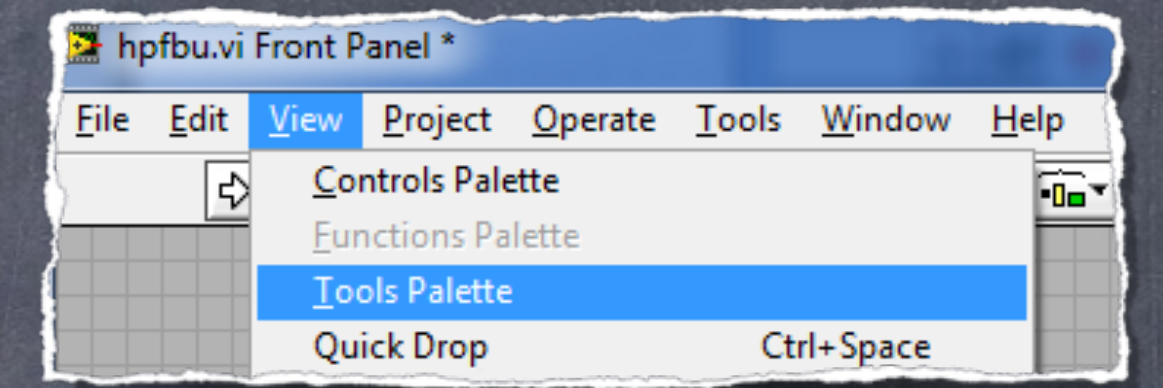 hpfbu.vi Front Panel *
File Edit View Project Operate Tools Window Help
Controls Palette
Functions Palette
Tools Palette
Quick Drop Ctrl+Space